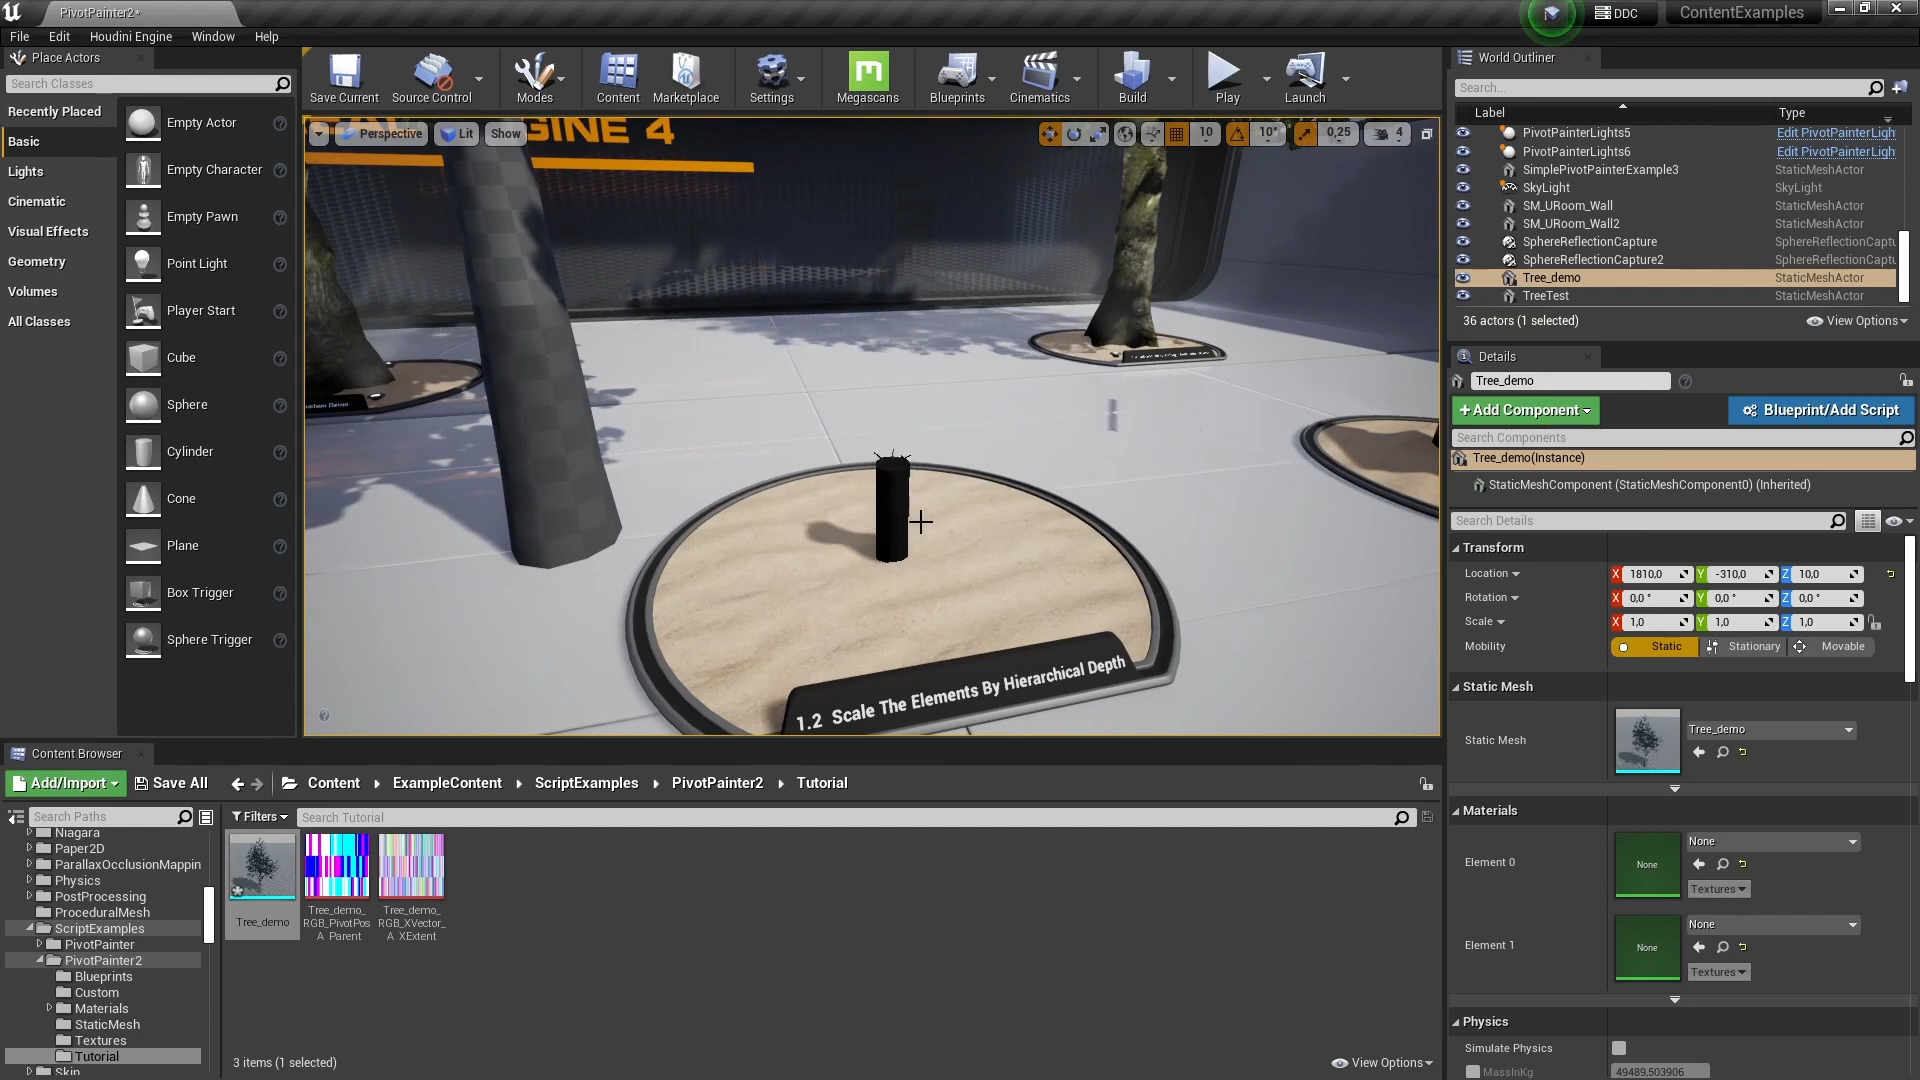 PivotPainter2*
DDC
ContentExamples
File Edit Houdini Engine Window Help
Place Actors
Search Classes
Recently Placed
Basic
Lights
Cinematic
Visual Effects
Geometry
Volumes
All Classes
Empty Actor
Empty Character
Empty Pawn
Point Light
Player Start
Cube
Sphere
Cylinder
Cone
Plane
Box Trigger
Sphere Trigger
Save Current Source Control Modes Content Marketplace Settings Megascans Blueprints Cinematics Build Play Launch
Perspective Lit Show
10 10° 0,25 4
GINE 4
1.2 Scale The Elements By Hierarchical Depth
World Outliner
Search...
Label Type
PivotPainterLights5 Edit PivotPainterLigh
PivotPainterLights6 Edit PivotPainterLigh
SimplePivotPainterExample3 StaticMeshActor
SkyLight SkyLight
SM_URoom_Wall StaticMeshActor
SM_URoom_Wall2 StaticMeshActor
SphereReflectionCapture SphereReflectionCaptu
SphereReflectionCapture2 SphereReflectionCaptu
Tree_demo StaticMeshActor
TreeTest StaticMeshActor
36 actors (1 selected) View Options
Details
Tree_demo
+Add Component Blueprint/Add Script
Search Components
Tree_demo(Instance)
StaticMeshComponent (StaticMeshComponent0) (Inherited)
Search Details
Transform
Location X 1810,0 Y -310,0 Z 10,0
Rotation X 0,0 ° Y 0,0 ° Z 0,0 °
Scale X 1,0 Y 1,0 Z 1,0
Mobility Static Stationary Movable
Static Mesh
Static Mesh Tree_demo
Materials
Element 0 None None
Textures
Element 1 None None
Textures
Physics
Simulate Physics
MassInKg 49489,503906
Content Browser
Add/Import Save All Content ExampleContent ScriptExamples PivotPainter2 Tutorial
Search Paths
Filters Search Tutorial
Niagara
Paper2D
ParallaxOcclusionMappin
Physics
PostProcessing
ProceduralMesh
ScriptExamples
PivotPainter
PivotPainter2
Blueprints
Custom
Materials
StaticMesh
Textures
Tutorial
Skin
Tree_demo
Tree_demo_
RGB_PivotPos
A_Parent
Tree_demo_
RGB_XVector_
A_XExtent
3 items (1 selected) View Options